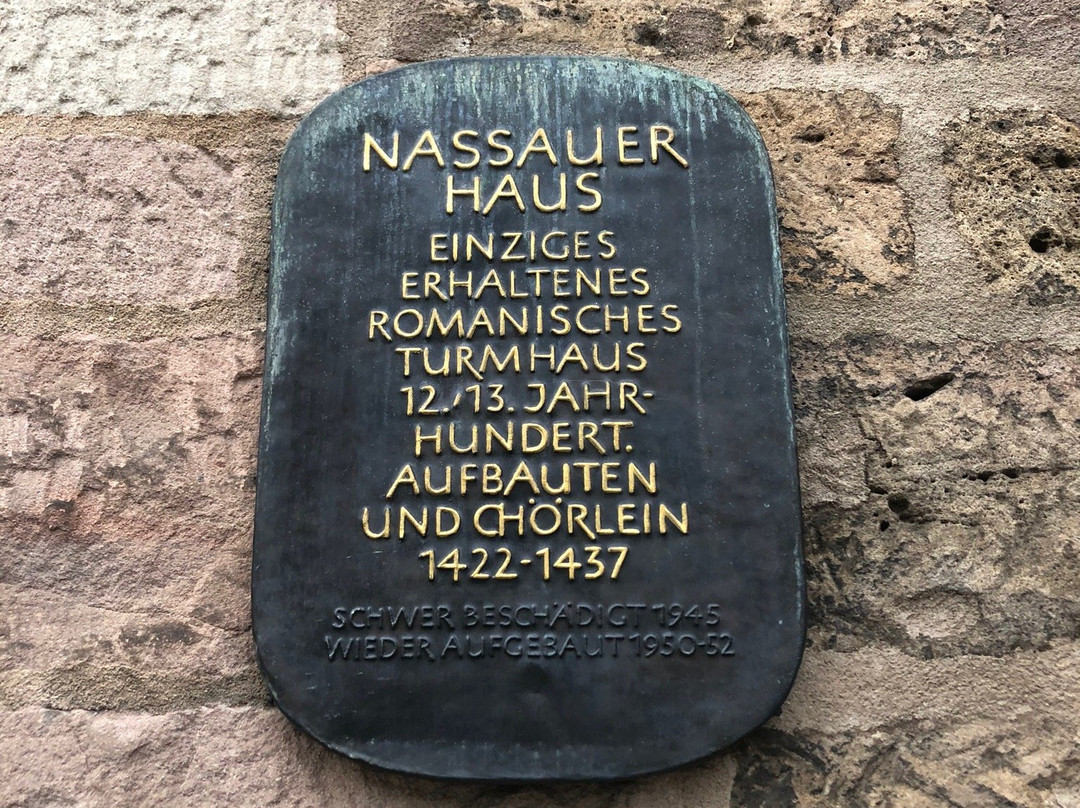 NASSAUER
HAUS
EINZIGES
ERHALTENES
ROMANISCHES
TURMHAUS
12./13. JAHR-
HUNDERT.
AUFBAUTEN
UND CHÖRLEIN
1422-1437
SCHWER BESCHÄDIGT 1945
WIEDER AUFGEBAUT 1950-52